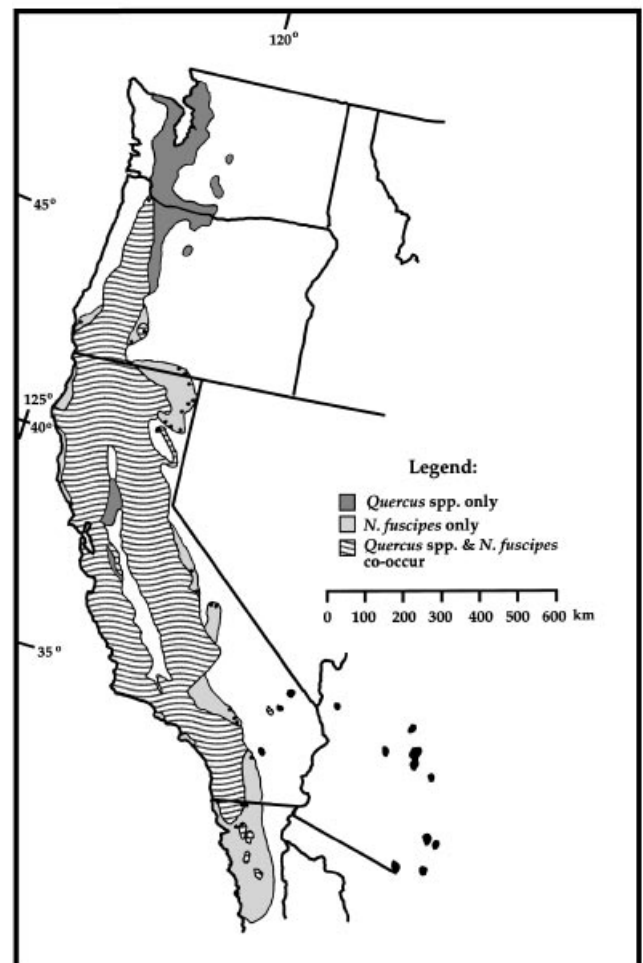 120°
45°
125°
40°
Legend:
Quercus spp. only
N. fuscipes only
Quercus spp. & N. fuscipes
co-occur
0 100 200 300 400 500 600 km
35°